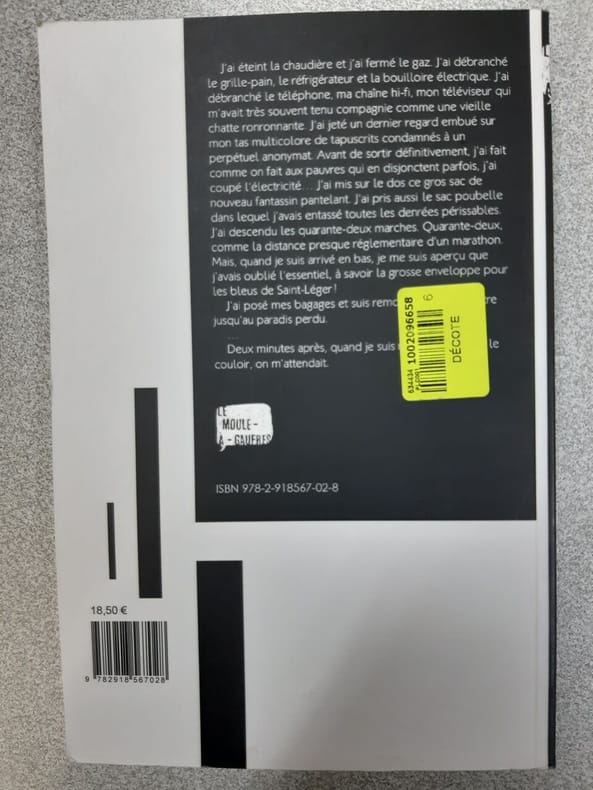 J'ai éteint la chaudière et j'ai fermé le gaz. J'ai débranché
le grille-pain, le réfrigérateur et la bouilloire électrique. J'ai
débranché le téléphone, ma chaîne hi-fi, mon téléviseur qui
m'avait très souvent tenu compagnie comme une vieille
chatte ronronnante. J'ai jeté un dernier regard embué sur
mon tas multicolore de tapuscrits condamnés à un
perpétuel anonymat. Avant de sortir définitivement, j'ai fait
comme on fait aux pauvres qui en disjonctent parfois, j'ai
coupé l'électricité... J'ai mis sur le dos ce gros sac de
nouveau fantassin pantelant. J'ai pris aussi le sac poubelle
dans lequel j'avais entassé toutes les denrées périssables.
J'ai descendu les quarante-deux marches. Quarante-deux,
comme la distance presque réglementaire d'un marathon.
Mais, quand je suis arrivé en bas, je me suis aperçu que
j'avais oublié l'essentiel, à savoir la grosse enveloppe pour
les bleus de Saint-Léger !
J'ai posé mes bagages et suis
jusqu'au paradis perdu.
...
Deux minutes après, quand je suis le
couloir, on m'attendait.
634434 1002096658 6
DÉCOTE
LE
MOULE-
À-GAUFRES
ISBN 978-2-918567-02-8
18,50 €
9 782918 567028